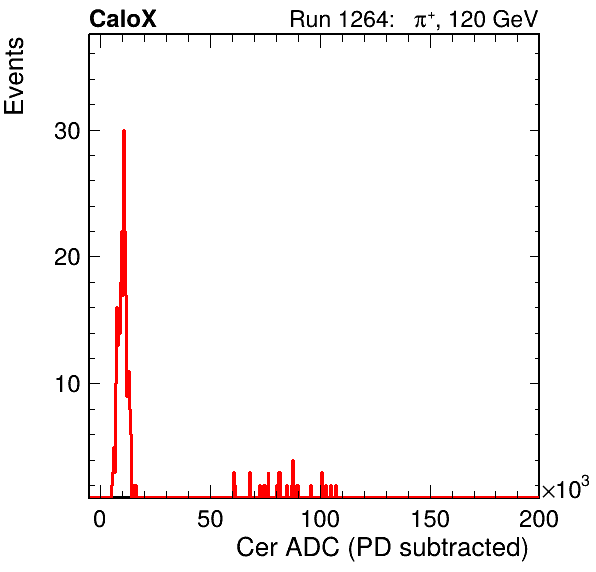 CaloX Run 1264: π⁺, 120 GeV
Events
30
20
10
0 50 100 150 200
×10³
Cer ADC (PD subtracted)